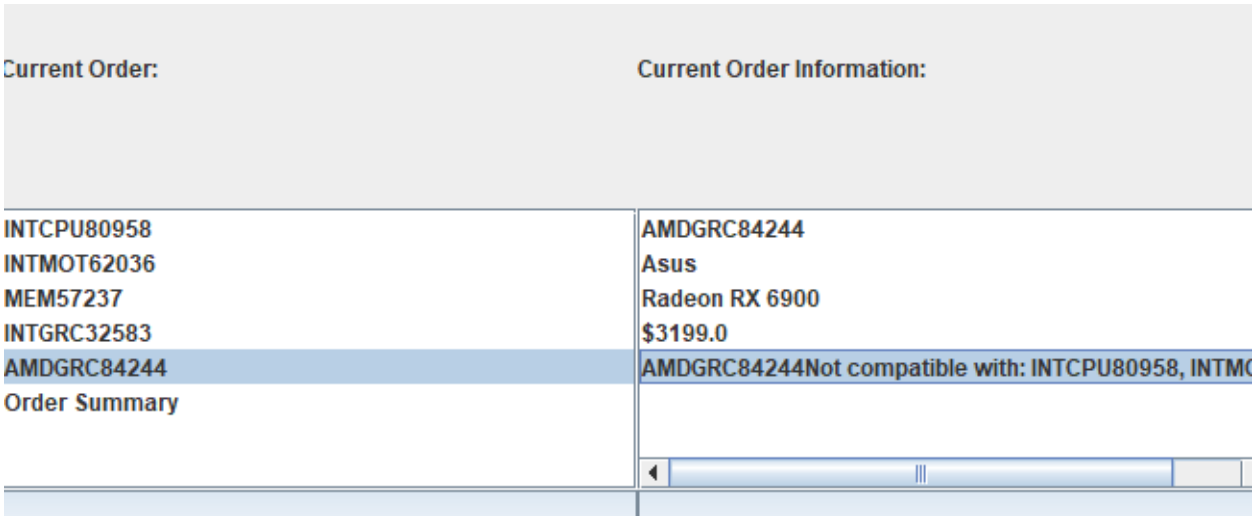 Current Order:
Current Order Information:
INTCPU80958
INTMOT62036
MEM57237
INTGRC32583
AMDGRC84244
Order Summary
AMDGRC84244
Asus
Radeon RX 6900
$3199.0
AMDGRC84244Not compatible with: INTCPU80958,